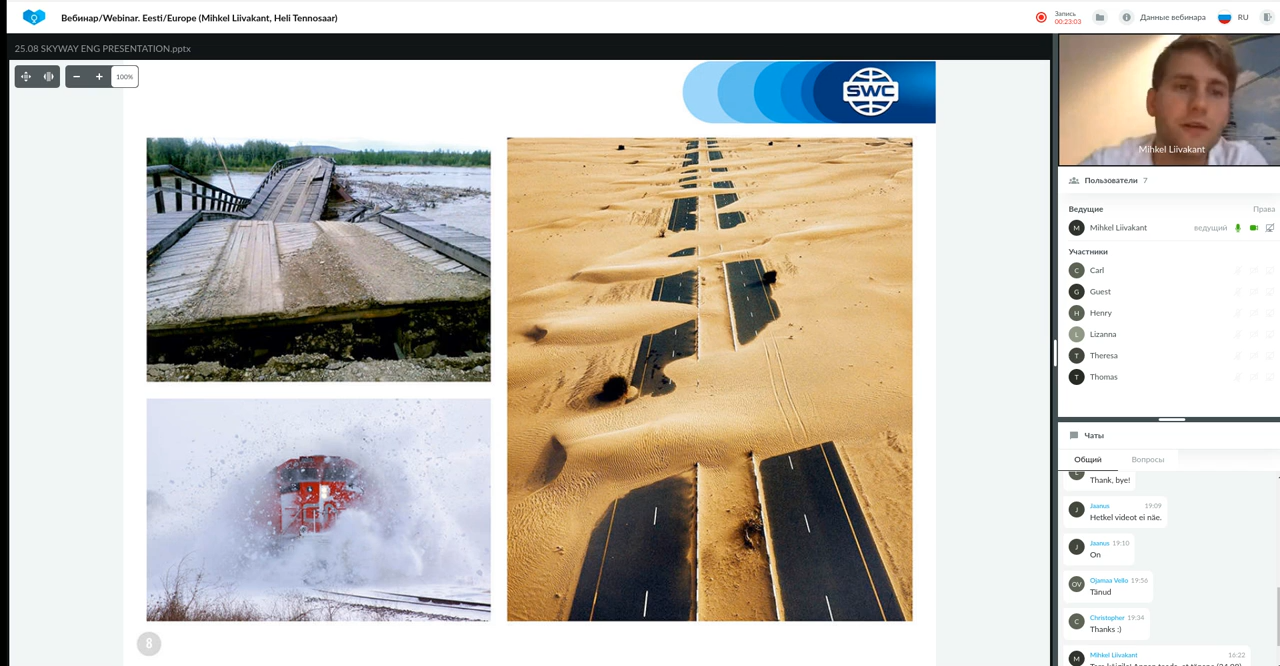 Вебинар/Webinar. Eesti/Europe (Mihkel Liivakant, Heli Tennosaar)
Запись
00:23:03
Данные вебинара
RU
25.08 SKYWAY ENG PRESENTATION.pptx
100%
SWC
8
Mihkel Liivakant
Пользователи 7
Ведущие Права
M Mihkel Liivakant ведущий
Участники
C Carl
G Guest
H Henry
L Lizanna
T Theresa
T Thomas
Чаты
Общий Вопросы
Thank, bye!
J Jaanus 19:09
Hetkel videot ei näe.
J Jaanus 19:10
On
OV Ojamaa Vello 19:56
Tänud
C Christopher 19:34
Thanks :)
M Mihkel Liivakant 16:22